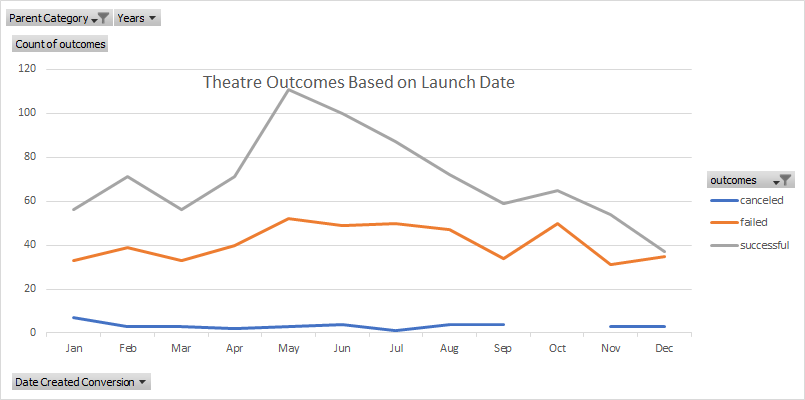 Parent Category Years
Count of outcomes
Theatre Outcomes Based on Launch Date
120
100
80
60
40
20
0
Jan Feb Mar Apr May Jun Jul Aug Sep Oct Nov Dec
outcomes
canceled
failed
successful
Date Created Conversion